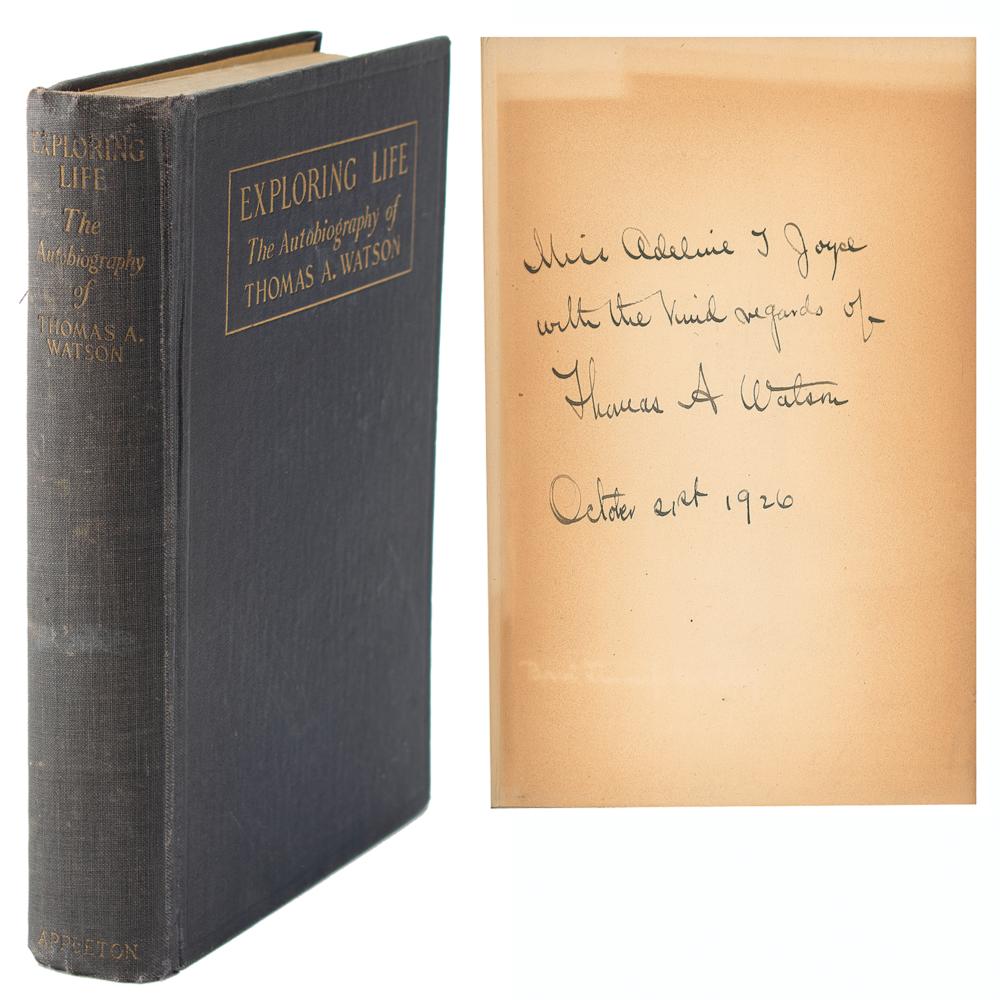 EXPLORING
LIFE
The
Autobiography
of
THOMAS A.
WATSON
APPLETON
EXPLORING LIFE
The Autobiography of
THOMAS A. WATSON
Miss Adeline T Joyce
with the kind regards of
Thomas A Watson
October 21st 1926